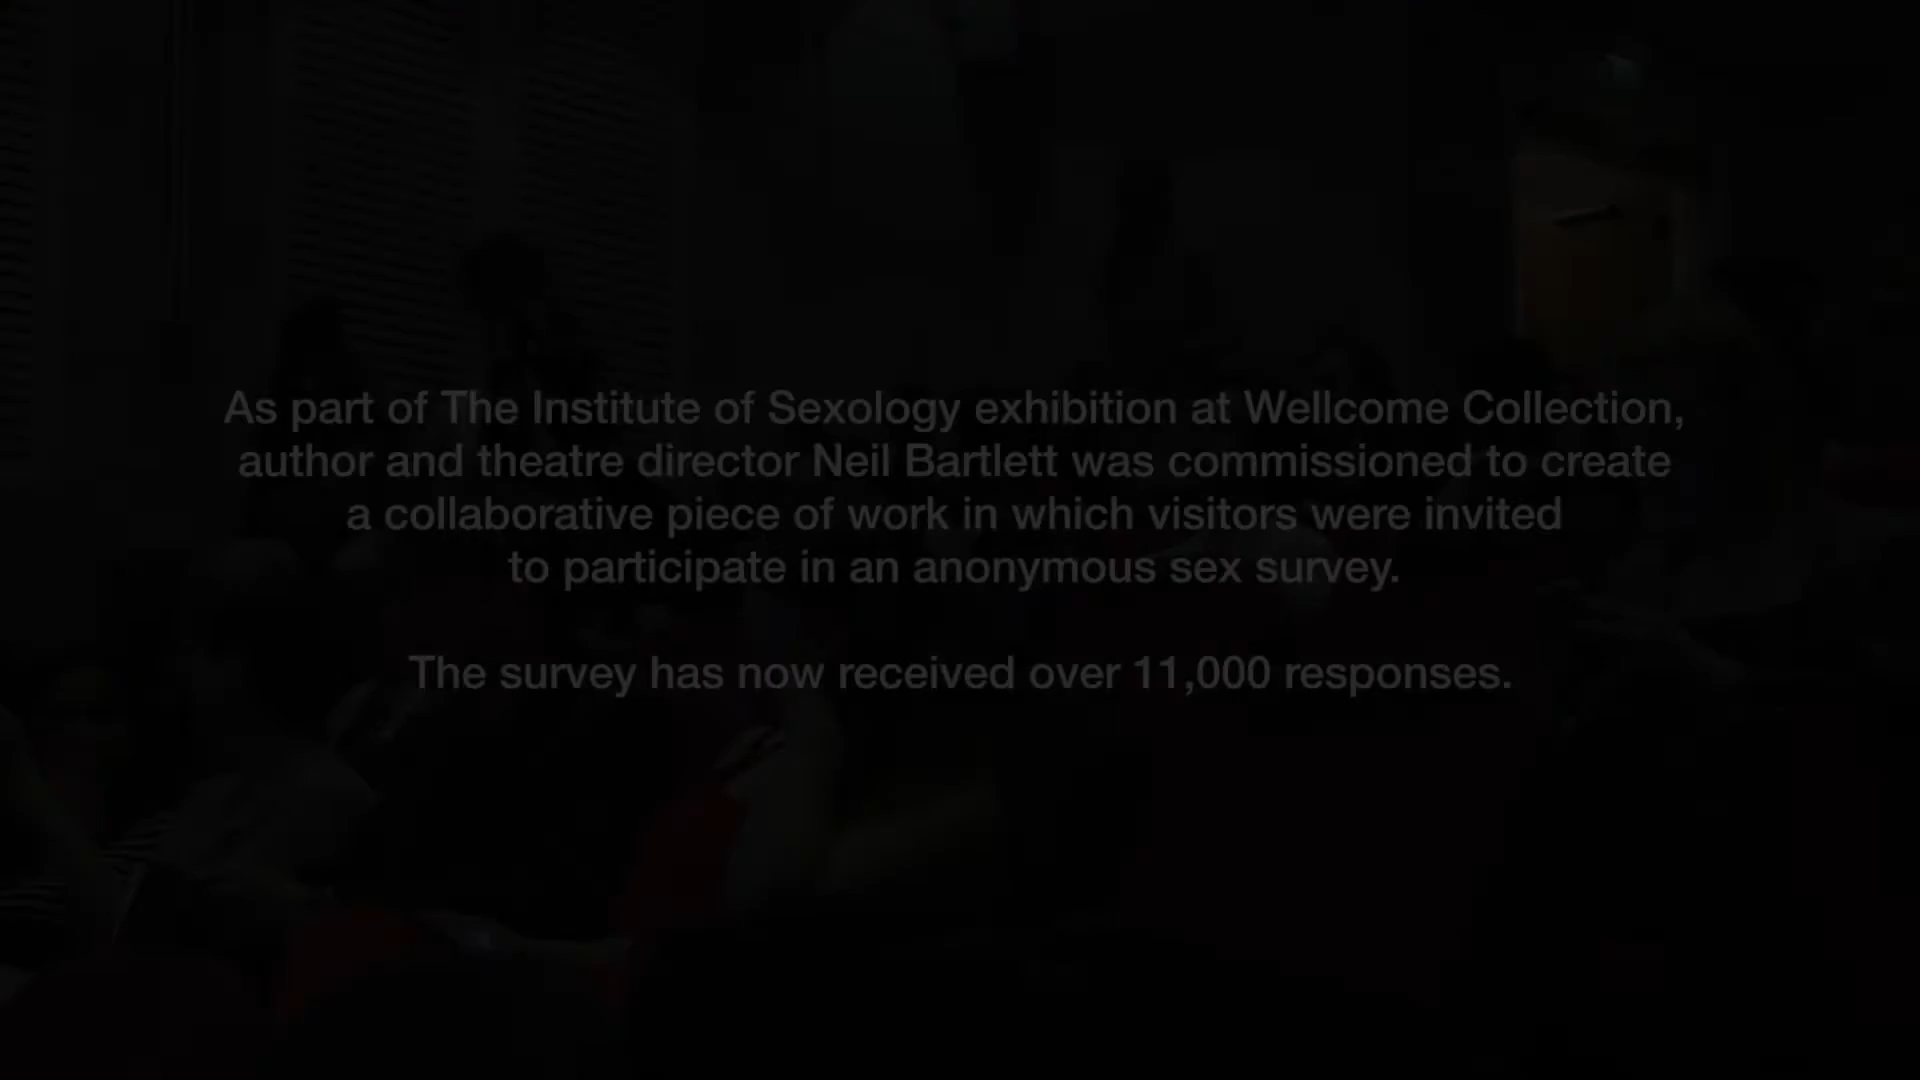 As part of The Institute of Sexology exhibition at Wellcome Collection,
author and theatre director Neil Bartlett was commissioned to create
a collaborative piece of work in which visitors were invited
to participate in an anonymous sex survey.
The survey has now received over 11,000 responses.